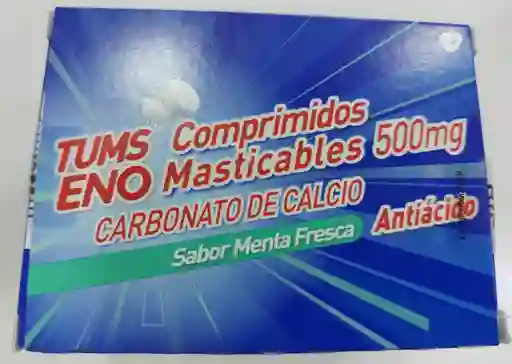 TUMS Comprimidos
ENO Masticables 500mg
CARBONATO DE CALCIO
Sabor Menta Fresca Antiácido